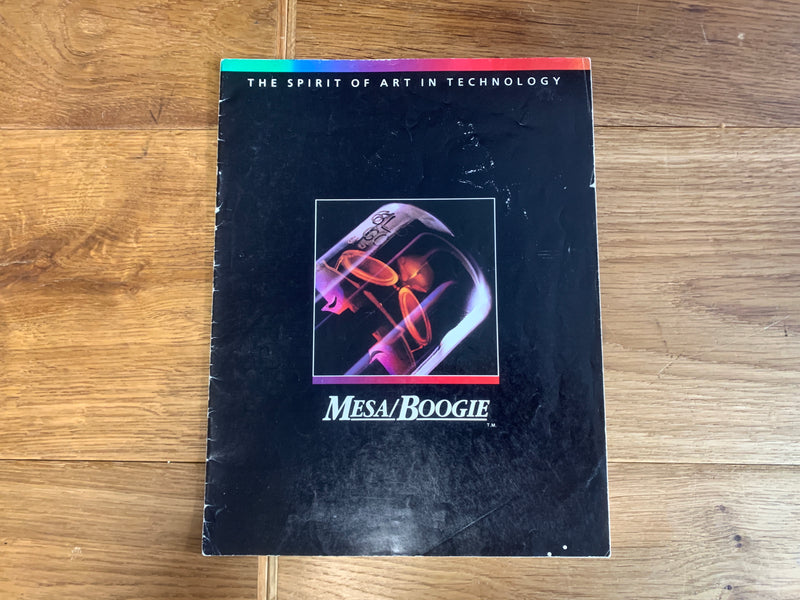 THE SPIRIT OF ART IN TECHNOLOGY
MESA/BOOGIE
T.M.